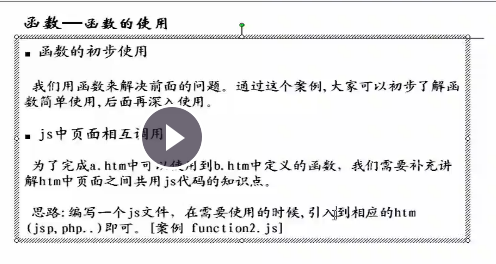 函数——函数的使用
▪ 函数的初步使用
我们用函数来解决前面的问题。通过这个案例,大家可以初步了解函
数简单使用,后面再深入使用。
▪ js中页面相互调用
为了完成a.htm中可以使用到b.htm中定义的函数，我们需要补充讲
解htm中页面之间共用js代码的知识点。
思路:编写一个js文件，在需要使用的时候,引入到相应的htm
(jsp,php..)即可。[案例 function2.js]